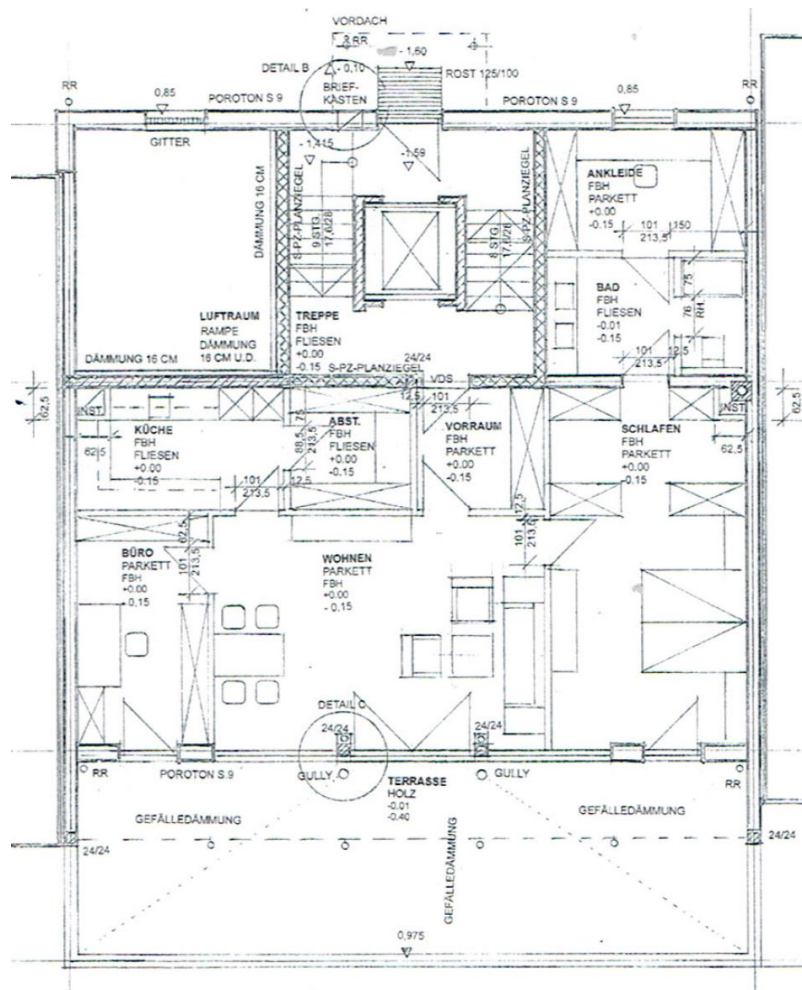 VORDACH
RR
- 1,60
DETAIL B
- 0,10
ROST 125/100
BRIEF-
KASTEN
RR
0,85
POROTON S 9
POROTON S 9
0,85
RR
GITTER
- 1,415
-1,59
S-PZ-PLANZIEGEL
S-PZ-PLANZIEGEL
DÄMMUNG 16 CM
9 STG.
17,6/28
8 STG.
17,6/28
ANKLEIDE
FBH
PARKETT
+0.00
-0.15
101
213,5
150
BAD
FBH
FLIESEN
-0.01
-0.15
75
76
RH.
101
213,5
12,5
LUFTRAUM
RAMPE
DÄMMUNG
16 CM U.D.
DÄMMUNG 16 CM
TREPPE
FBH
FLIESEN
+0.00
-0.15
S-PZ-PLANZIEGEL
24/24
VDS
62,5
INST.
KÜCHE
FBH
FLIESEN
+0.00
-0.15
62,5
101
213,5
12,5
75
88,5
213,5
ABST.
FBH
FLIESEN
+0.00
-0.15
12,5
101
213,5
VORRAUM
FBH
PARKETT
+0.00
-0.15
12,5
101
213,5
SCHLAFEN
FBH
PARKETT
+0.00
-0.15
INST.
62,5
62,5
BÜRO
PARKETT
FBH
+0.00
- 0,15
62,5
101
213,5
WOHNEN
PARKETT
FBH
+0.00
- 0,15
DETAIL C
24/24
24/24
RR
POROTON S.9
GULLY
TERRASSE
HOLZ
-0.01
-0.40
GULLY
RR
GEFÄLLEDÄMMUNG
GEFÄLLEDÄMMUNG
GEFÄLLEDÄMMUNG
24/24
24/24
0,975